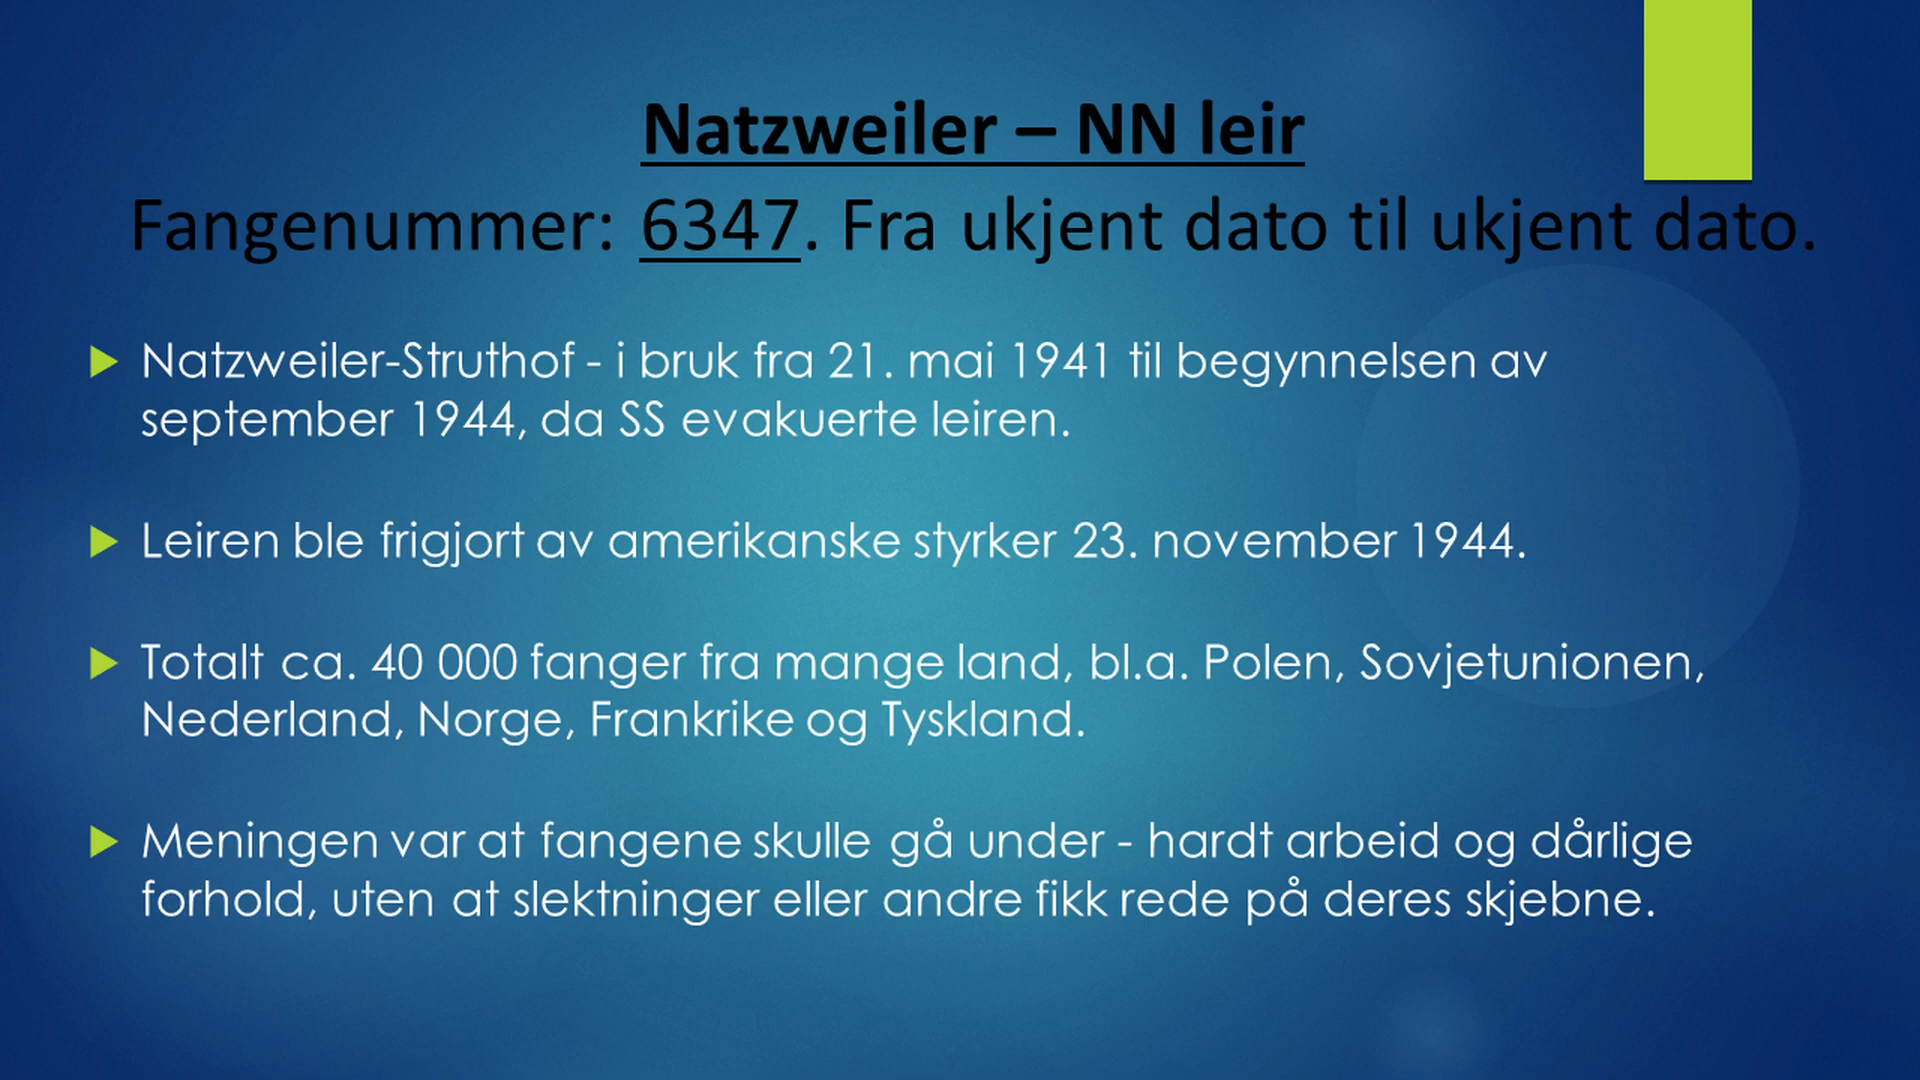 Natzweiler – NN leir
Fangenummer: 6347. Fra ukjent dato til ukjent dato.
Natzweiler-Struthof - i bruk fra 21. mai 1941 til begynnelsen av
september 1944, da SS evakuerte leiren.
Leiren ble frigjort av amerikanske styrker 23. november 1944.
Totalt ca. 40 000 fanger fra mange land, bl.a. Polen, Sovjetunionen,
Nederland, Norge, Frankrike og Tyskland.
Meningen var at fangene skulle gå under - hardt arbeid og dårlige
forhold, uten at slektninger eller andre fikk rede på deres skjebne.